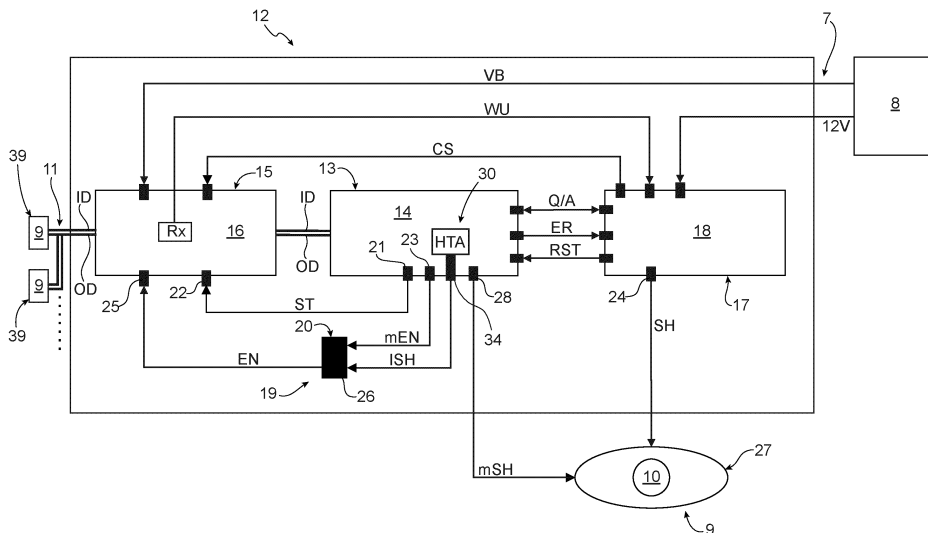 12
7
VB
8
WU
12V
CS
39
11
15
13
30
ID
ID
Q/A
9
Rx
16
14
HTA
ER
18
OD
21
23
RST
OD
9
25
22
28
24
17
39
ST
20
34
mEN
SH
EN
ISH
19
26
27
10
mSH
9